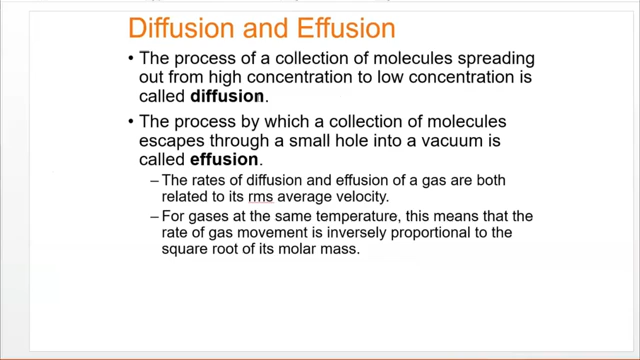 Diffusion and Effusion
• The process of a collection of molecules spreading
out from high concentration to low concentration is
called diffusion.
• The process by which a collection of molecules
escapes through a small hole into a vacuum is
called effusion.
– The rates of diffusion and effusion of a gas are both
related to its rms average velocity.
– For gases at the same temperature, this means that the
rate of gas movement is inversely proportional to the
square root of its molar mass.